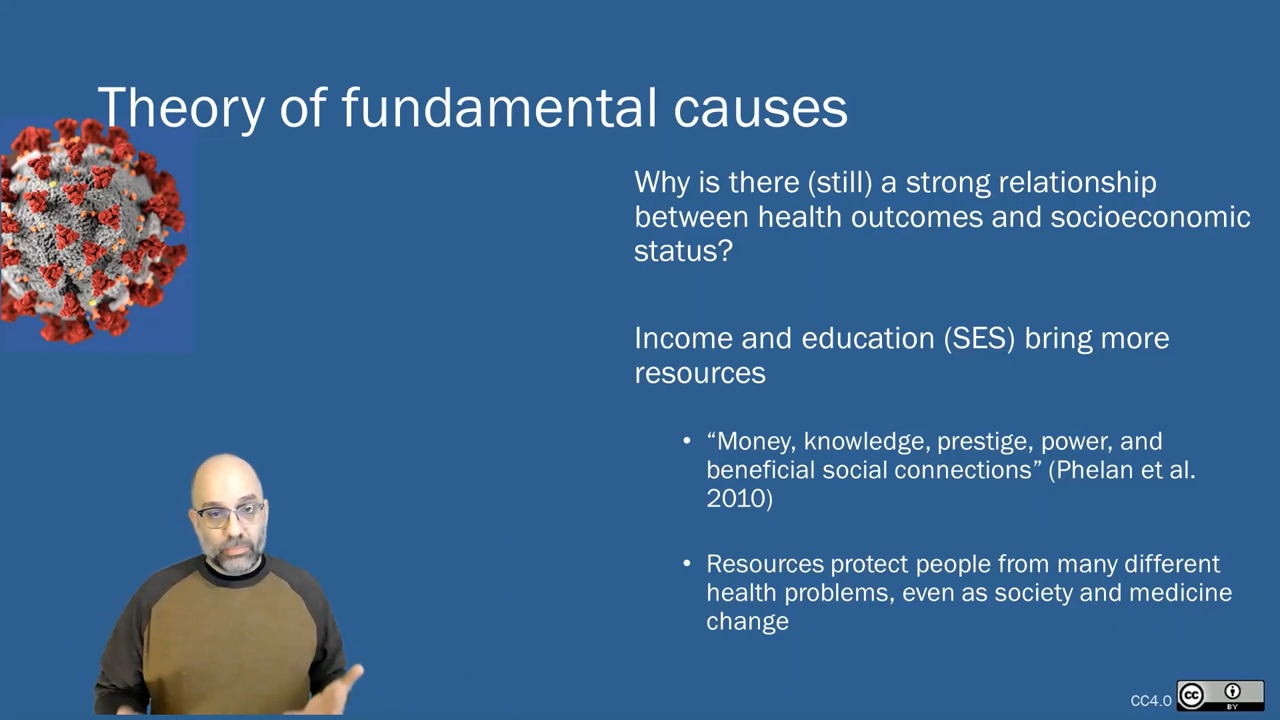 Theory of fundamental causes
Why is there (still) a strong relationship
between health outcomes and socioeconomic
status?
Income and education (SES) bring more
resources
• “Money, knowledge, prestige, power, and
beneficial social connections” (Phelan et al.
2010)
• Resources protect people from many different
health problems, even as society and medicine
change
CC4.0
cc
BY